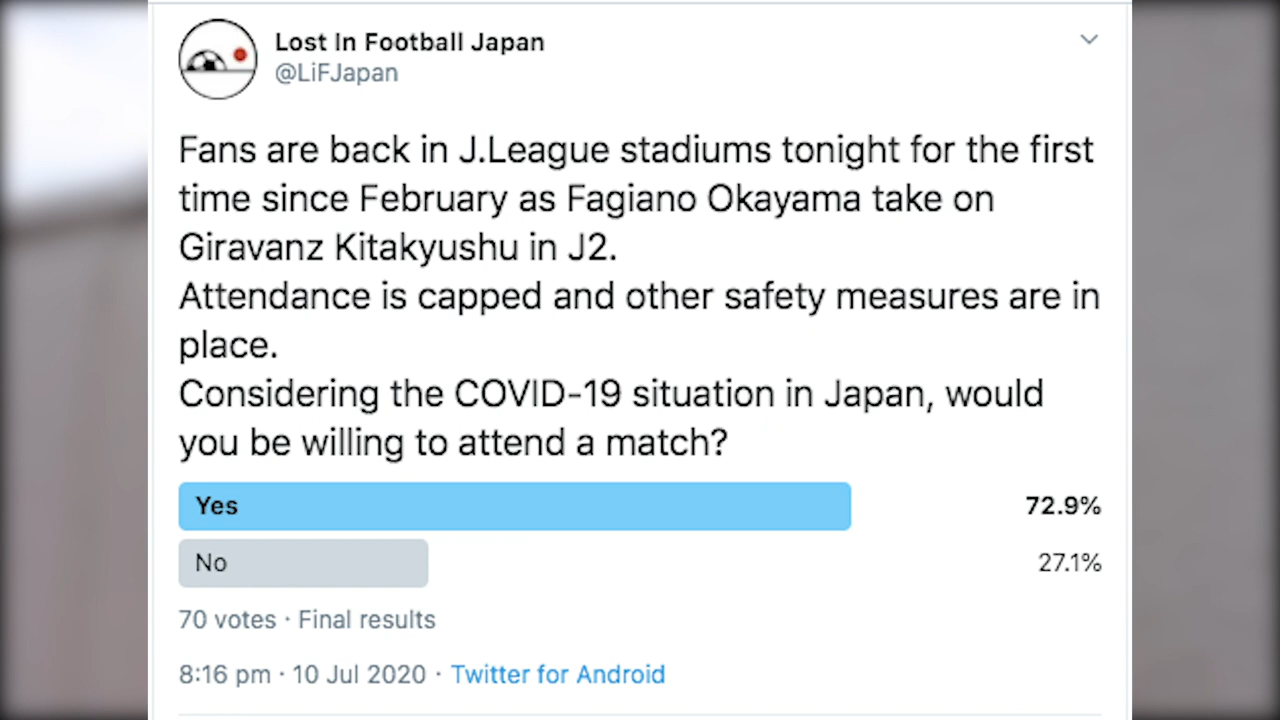 Lost In Football Japan
@LiFJapan
Fans are back in J.League stadiums tonight for the first
time since February as Fagiano Okayama take on
Giravanz Kitakyushu in J2.
Attendance is capped and other safety measures are in
place.
Considering the COVID-19 situation in Japan, would
you be willing to attend a match?
Yes 72.9%
No 27.1%
70 votes · Final results
8:16 pm · 10 Jul 2020 · Twitter for Android